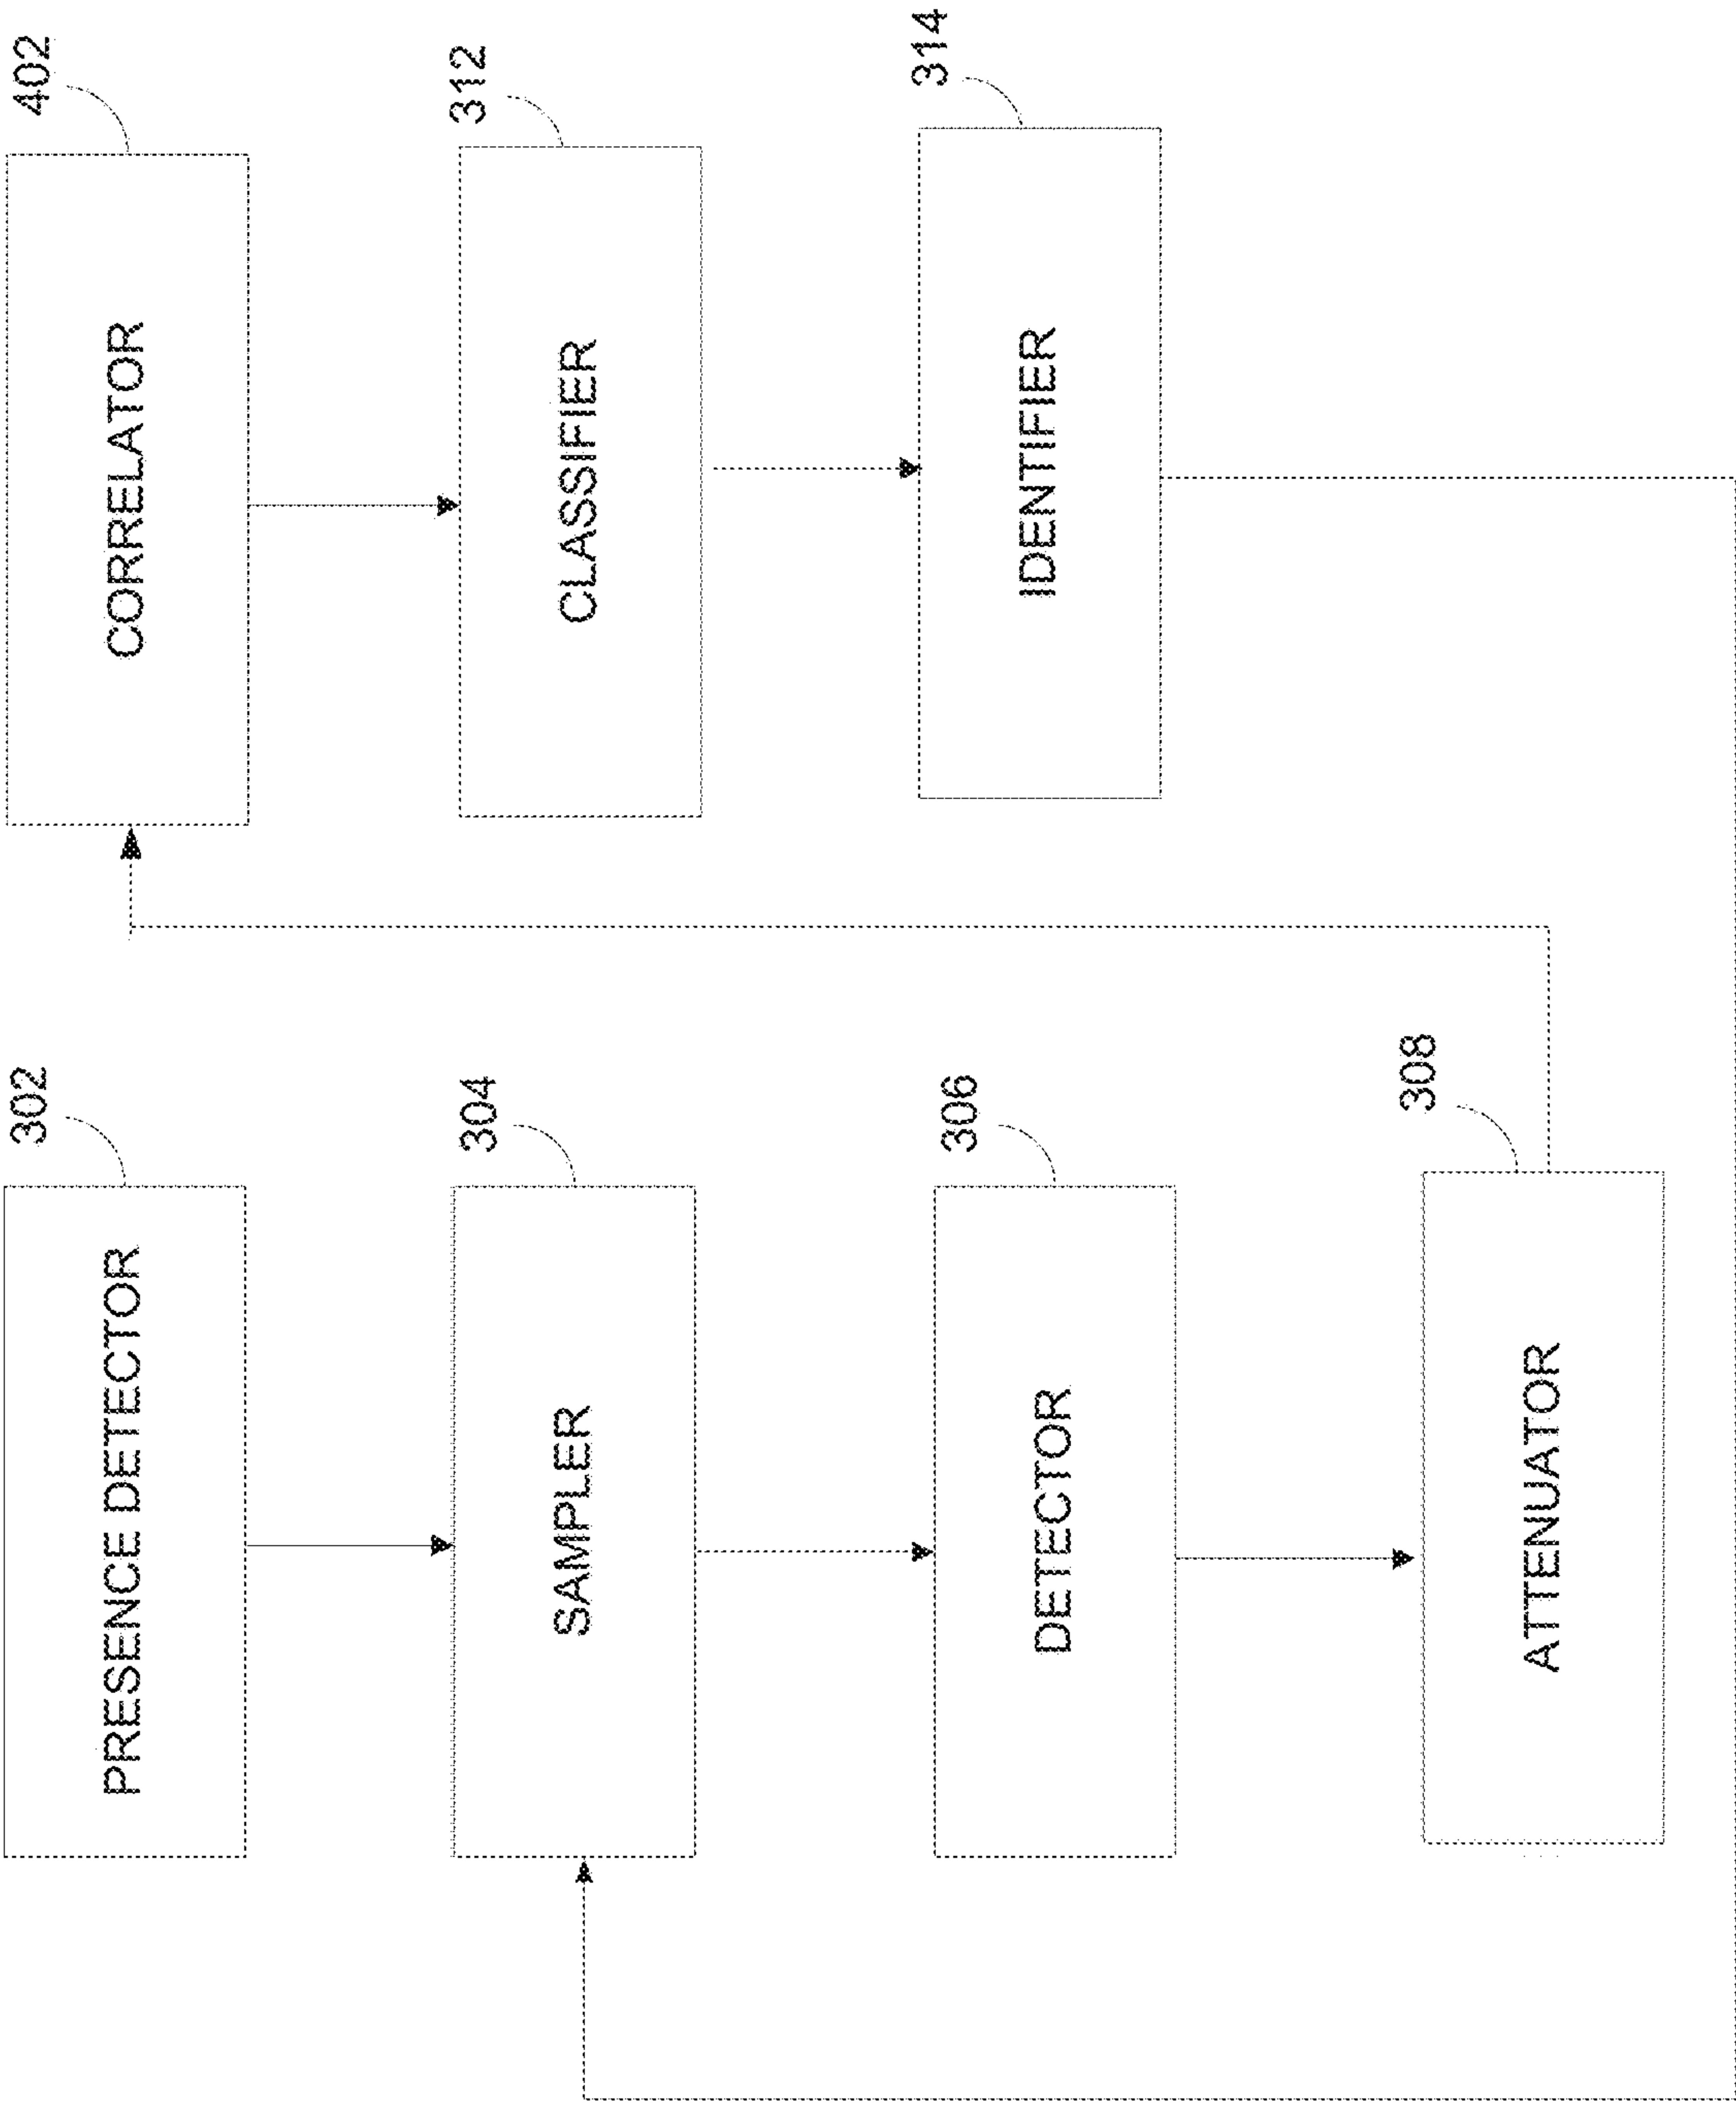 302
PRESENCE DETECTOR
304
SAMPLER
306
DETECTOR
308
ATTENUATOR
402
CORRELATOR
312
CLASSIFIER
314
IDENTIFIER